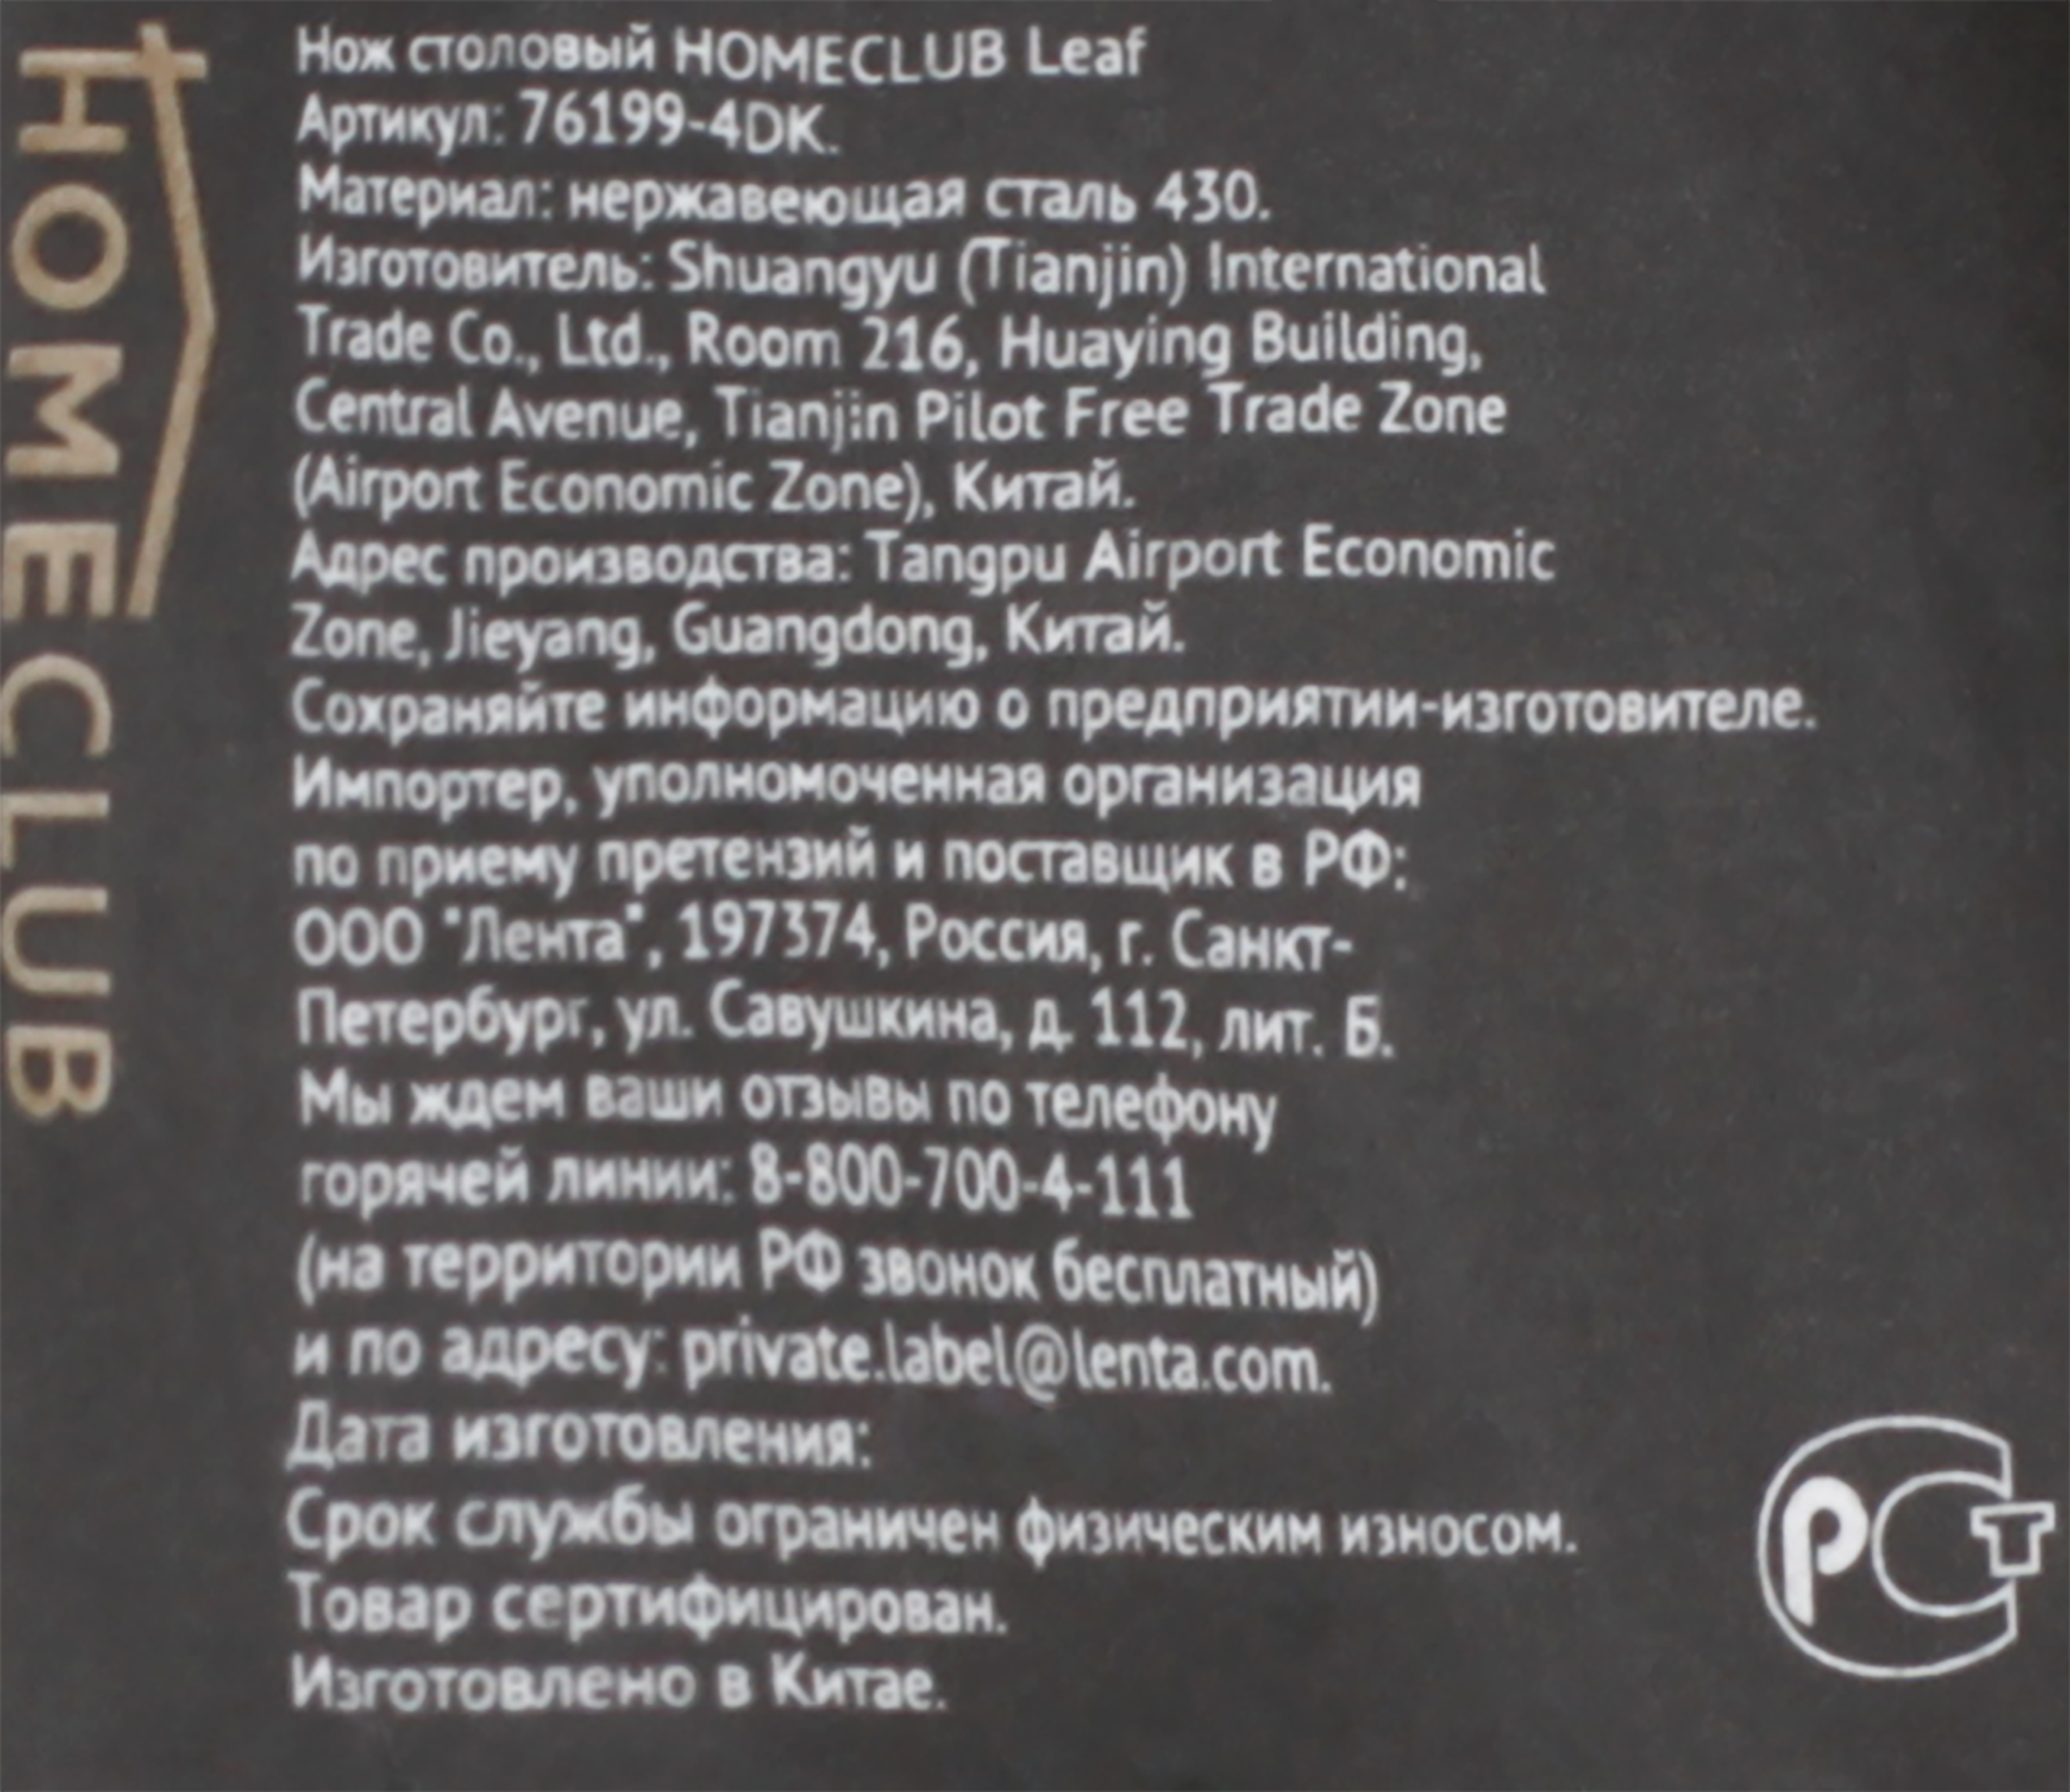 HOMECLUB
Нож столовый HOMECLUB Leaf
Артикул: 76199-4DK.
Материал: нержавеющая сталь 430.
Изготовитель: Shuangyu (Tianjin) International
Trade Co., Ltd., Room 216, Huaying Building,
Central Avenue, Tianjin Pilot Free Trade Zone
(Airport Economic Zone), Китай.
Адрес производства: Tangpu Airport Economic
Zone, Jieyang, Guangdong, Китай.
Сохраняйте информацию о предприятии-изготовителе.
Импортер, уполномоченная организация
по приему претензий и поставщик в РФ:
ООО "Лента", 197374, Россия, г. Санкт-
Петербург, ул. Савушкина, д. 112, лит. Б.
Мы ждем ваши отзывы по телефону
горячей линии: 8-800-700-4-111
(на территории РФ звонок бесплатный)
и по адресу: private.label@lenta.com.
Дата изготовления:
Срок службы ограничен физическим износом.
Товар сертифицирован.
Изготовлено в Китае.
РСТ